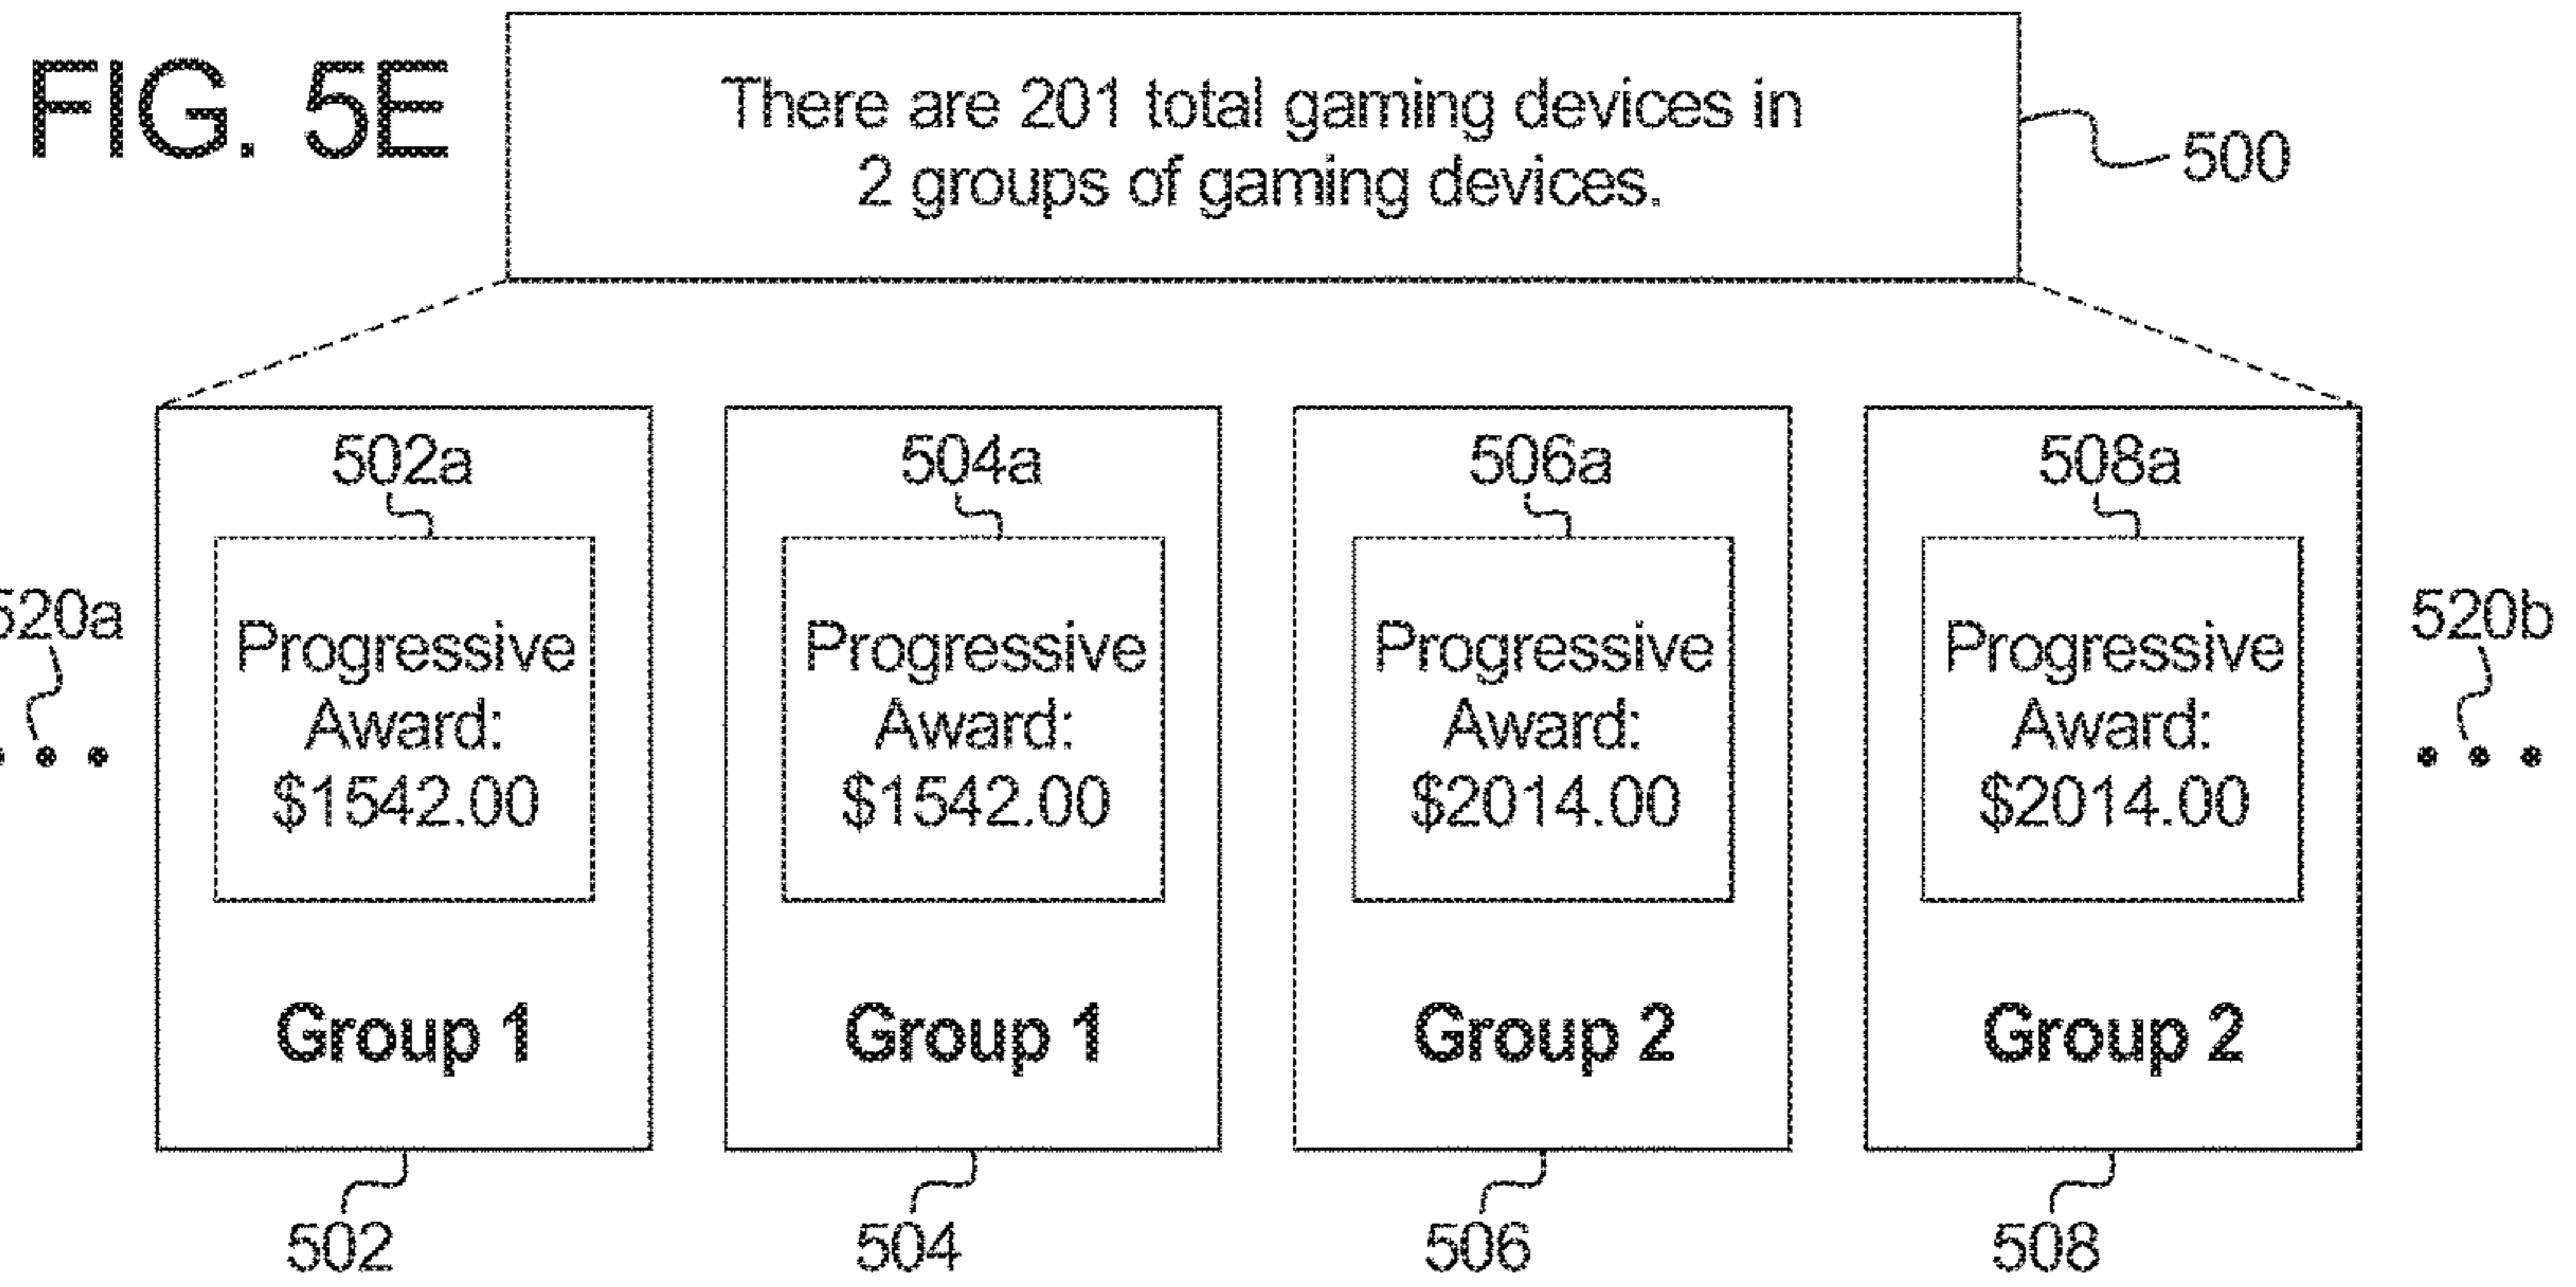 FIG. 5E
There are 201 total gaming devices in
2 groups of gaming devices.
500
502a
504a
506a
508a
520a
520b
Progressive
Award:
$1542.00
Progressive
Award:
$1542.00
Progressive
Award:
$2014.00
Progressive
Award:
$2014.00
Group 1
Group 1
Group 2
Group 2
502
504
506
508